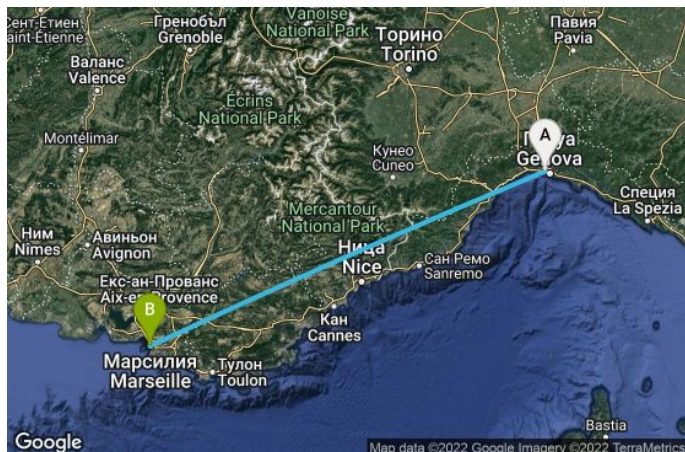 Сент-Етиен
Saint-Étienne
Гренобъл
Grenoble
Vanoise
National Park
Торино
Torino
Павия
Pavia
Валанс
Valence
Écrins
National Park
Montélimar
Кунео
Cuneo
A
Genova
Специя
La Spezia
Mercantour
National Park
Ним
Nîmes
Авиньон
Avignon
Ница
Nice
Сан Ремо
Sanremo
Екс-ан-Прованс
Aix-en-Provence
B
Кан
Cannes
Марсилия
Marseille
Тулон
Toulon
Bastia
Google
Map data ©2022 Google Imagery ©2022 TerraMetrics